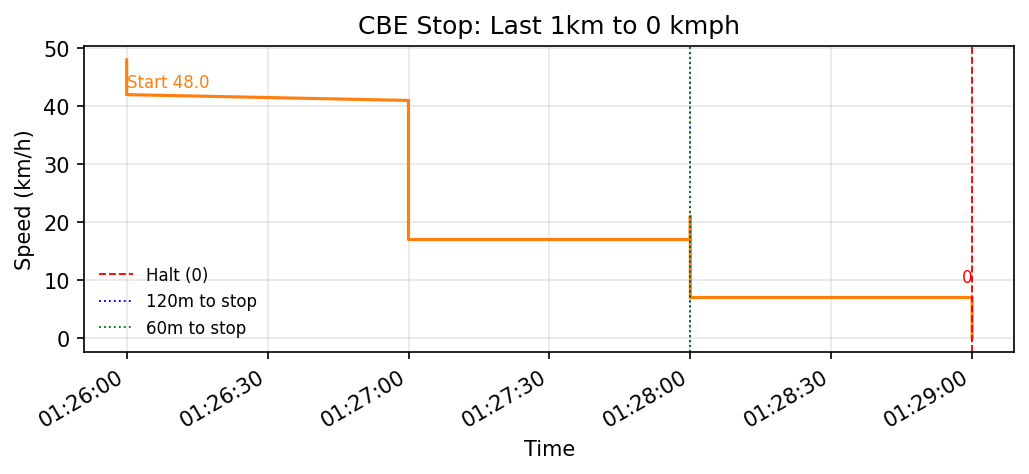 CBE Stop: Last 1km to 0 kmph
Speed (km/h)
50
40
30
20
10
0
Start 48.0
0
Halt (0)
120m to stop
60m to stop
01:26:00
01:26:30
01:27:00
01:27:30
01:28:00
01:28:30
01:29:00
Time